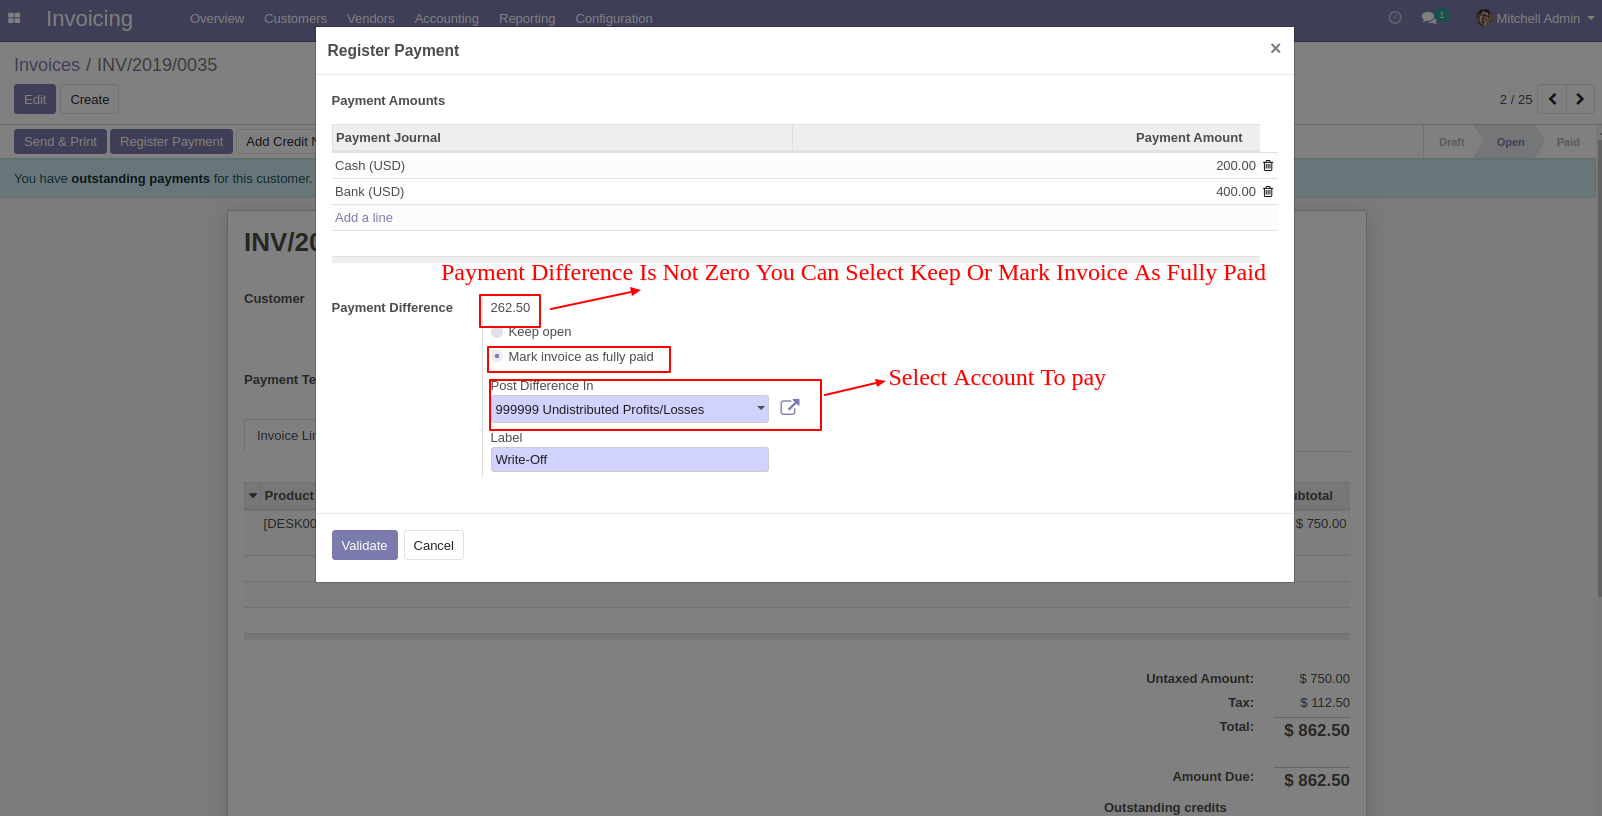 Invoicing Overview Customers Vendors Accounting Reporting Configuration 1 Mitchell Admin
Register Payment ×
Invoices / INV/2019/0035
Edit Create 2 / 25
Payment Amounts
Send & Print Register Payment Add Credit N Draft Open Paid
Payment Journal Payment Amount
Cash (USD) 200.00
You have outstanding payments for this customer.
Bank (USD) 400.00
Add a line
INV/20
Payment Difference Is Not Zero You Can Select Keep Or Mark Invoice As Fully Paid
Customer
Payment Difference 262.50
Keep open
Mark invoice as fully paid
Payment Te
Select Account To pay
Post Difference In
999999 Undistributed Profits/Losses
Invoice Lin
Label
Write-Off
Product ubtotal
[DESK00 $ 750.00
Validate Cancel
Untaxed Amount: $ 750.00
Tax: $ 112.50
Total: $ 862.50
Amount Due: $ 862.50
Outstanding credits